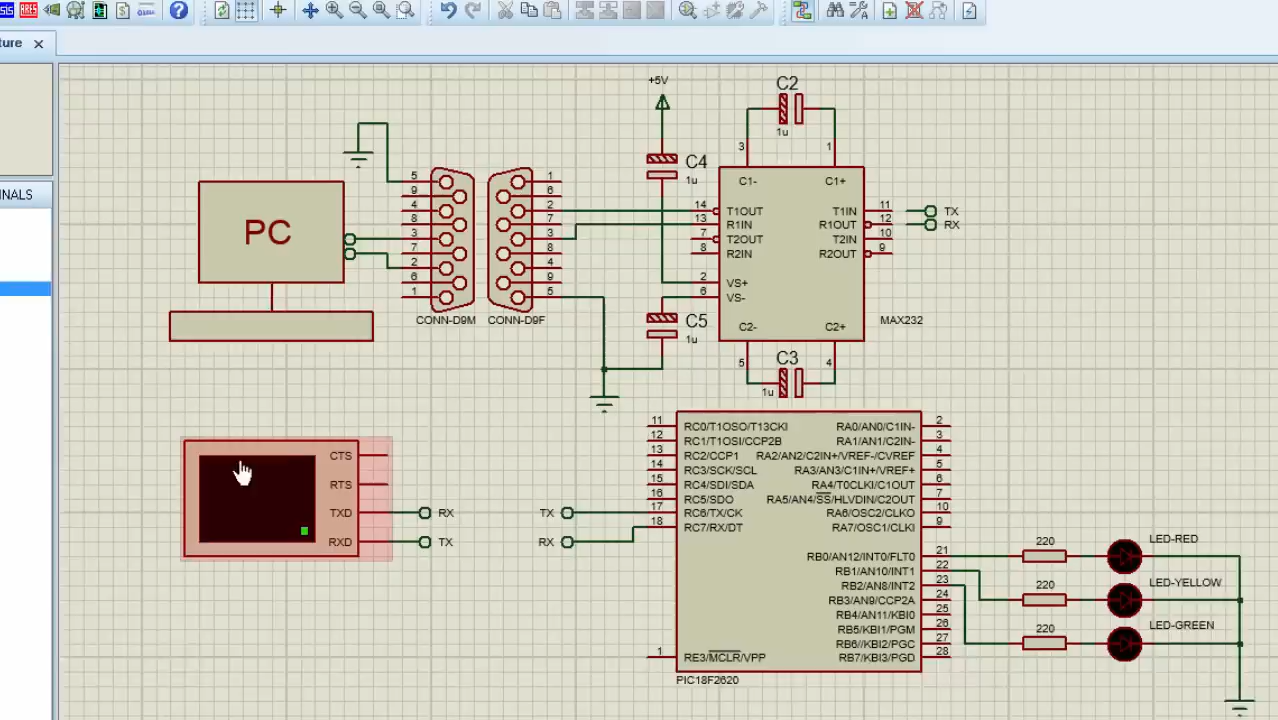 SIS ARES
$
?
ture
NALS
PC
5
9
4
8
3
7
2
6
1
CONN-D9M
1
6
2
7
3
8
4
9
5
CONN-D9F
+5V
C4
1u
C5
1u
C2
1u
3
1
C1-
C1+
14
T1OUT
T1IN
11
TX
13
R1IN
R1OUT
12
RX
7
T2OUT
T2IN
10
8
R2IN
R2OUT
9
2
VS+
6
VS-
C2-
C2+
MAX232
5
4
C3
1u
CTS
RTS
TXD
RX
RXD
TX
TX
RX
11
RC0/T1OSO/T13CKI
12
RC1/T1OSI/CCP2B
13
RC2/CCP1
14
RC3/SCK/SCL
15
RC4/SDI/SDA
16
RC5/SDO
17
RC6/TX/CK
18
RC7/RX/DT
1
RE3/MCLR/VPP
RA0/AN0/C1IN-
2
RA1/AN1/C2IN-
3
RA2/AN2/C2IN+/VREF-/CVREF
4
RA3/AN3/C1IN+/VREF+
5
RA4/T0CLKI/C1OUT
6
RA5/AN4/SS/HLVDIN/C2OUT
7
RA6/OSC2/CLKO
10
RA7/OSC1/CLKI
9
RB0/AN12/INT0/FLT0
21
RB1/AN10/INT1
22
RB2/AN8/INT2
23
RB3/AN9/CCP2A
24
RB4/AN11/KBI0
25
RB5/KBI1/PGM
26
RB6//KBI2/PGC
27
RB7/KBI3/PGD
28
PIC18F2620
220
LED-RED
220
LED-YELLOW
220
LED-GREEN